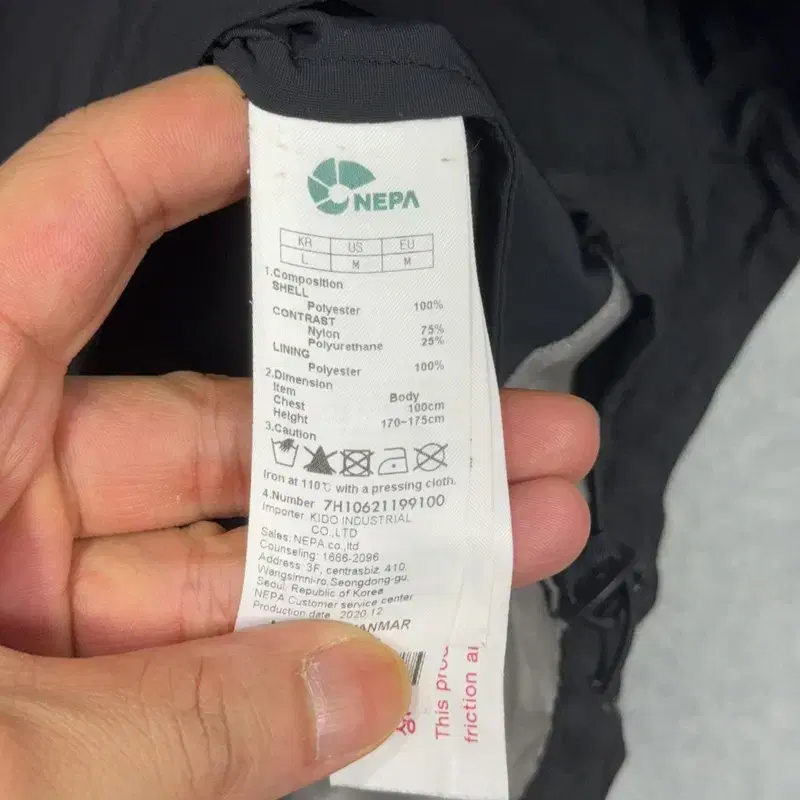 NEPA
KR US EU
L M M
1.Composition
SHELL
Polyester 100%
CONTRAST
Nylon 75%
Polyurethane 25%
LINING
Polyester 100%
2.Dimension
Item Body
Chest 100cm
Height 170~175cm
3.Caution
Iron at 110℃ with a pressing cloth.
4.Number 7H10621199100
Importer. KIDO INDUSTRIAL
CO.,LTD
Sales: NEPA co.,ltd
Counseling: 1666-2096
Address: 3F, centrasbiz, 410,
Wangsimni-ro,Seongdong-gu,
Seoul, Republic of Korea
NEPA Customer service center
Production date 2020.12
ANMAR
This
friction